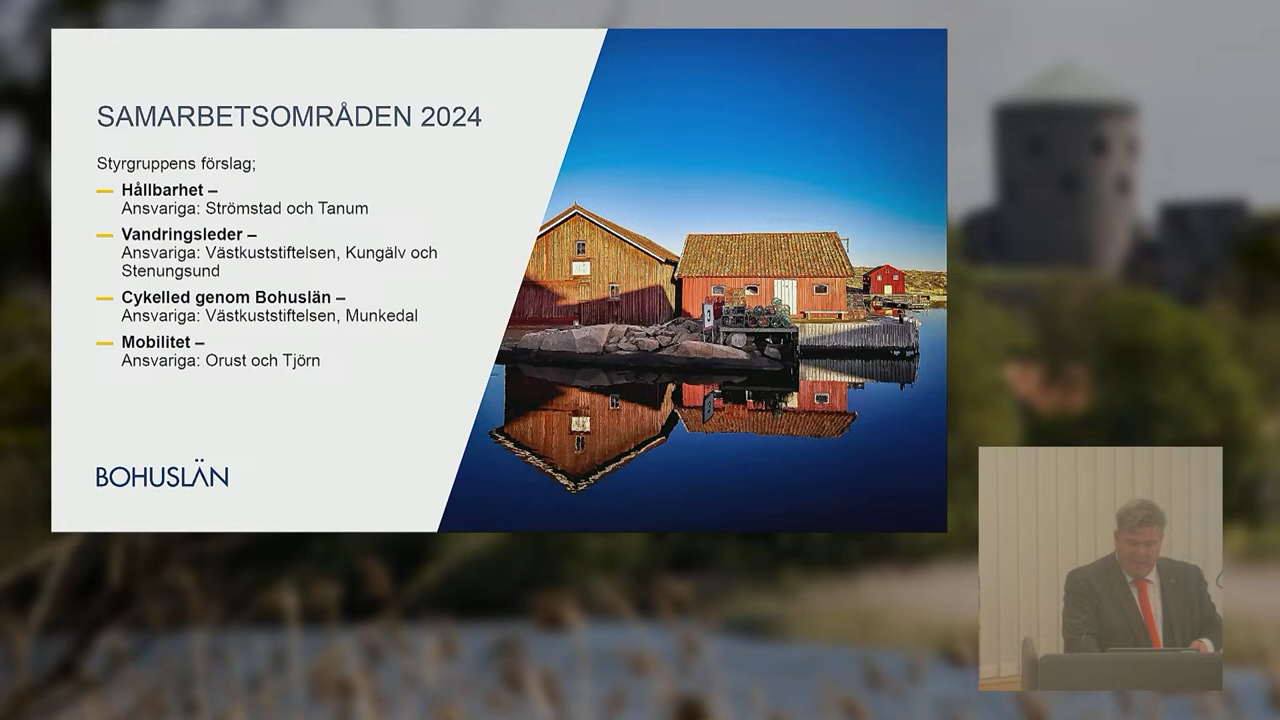 SAMARBETSOMRÅDEN 2024
Styrgruppens förslag;
Hållbarhet –
Ansvariga: Strömstad och Tanum
Vandringsleder –
Ansvariga: Västkuststiftelsen, Kungälv och
Stenungsund
Cykelled genom Bohuslän –
Ansvariga: Västkuststiftelsen, Munkedal
Mobilitet –
Ansvariga: Orust och Tjörn
BOHUSLÄN